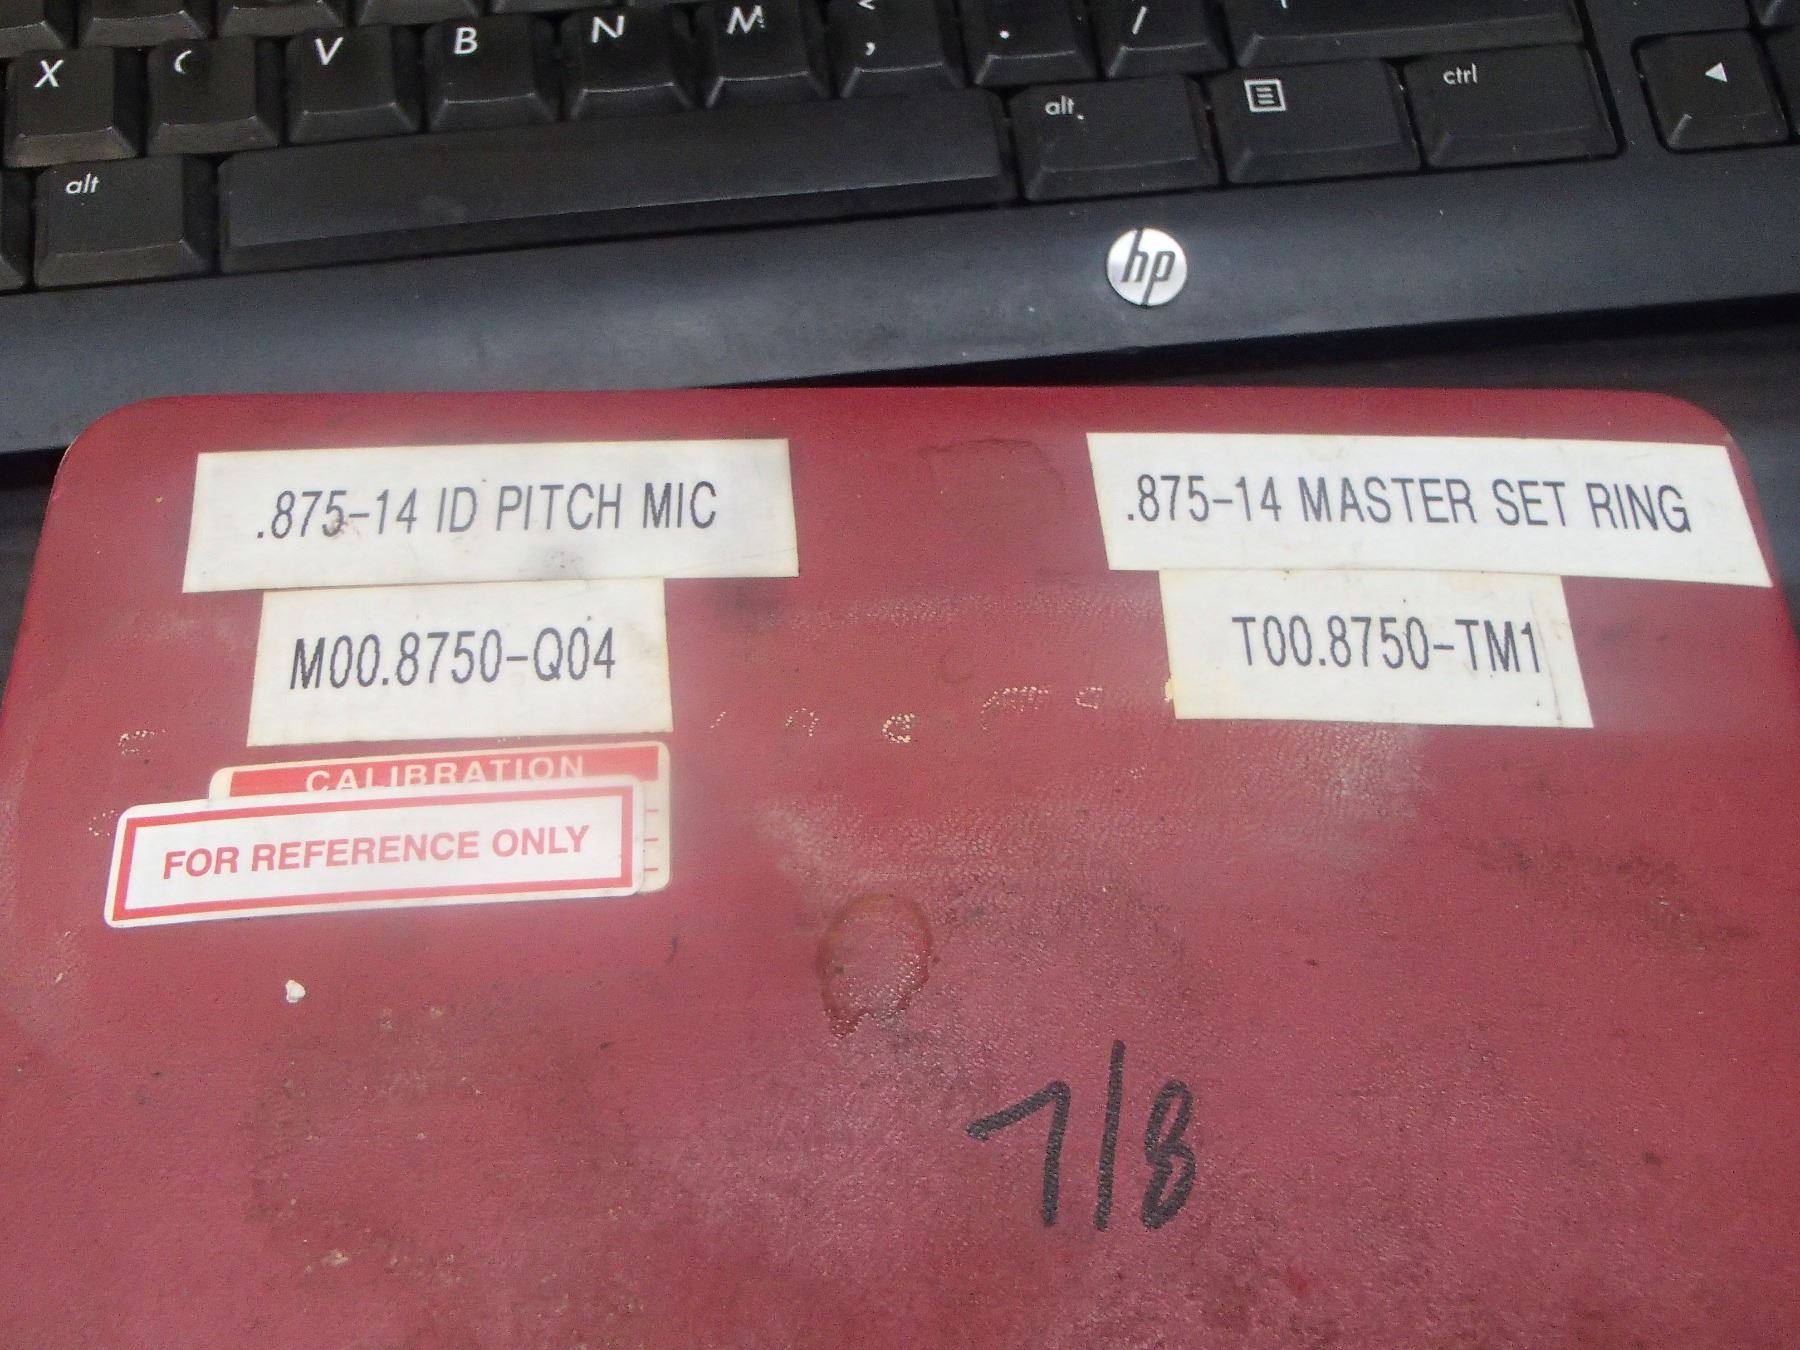 X C V B N M < , . /
alt alt ctrl
hp
.875-14 ID PITCH MIC
.875-14 MASTER SET RING
M00.8750-Q04
T00.8750-TM1
CALIBRATION
FOR REFERENCE ONLY
7/8